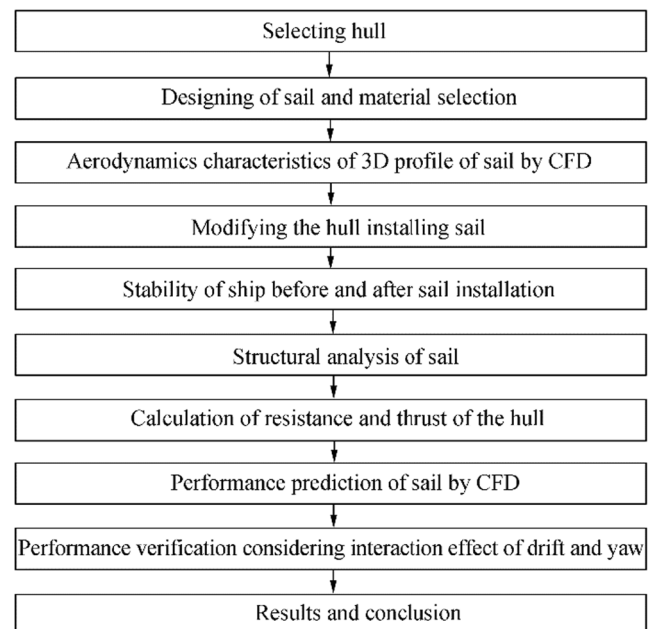 Selecting hull
Designing of sail and material selection
Aerodynamics characteristics of 3D profile of sail by CFD
Modifying the hull installing sail
Stability of ship before and after sail installation
Structural analysis of sail
Calculation of resistance and thrust of the hull
Performance prediction of sail by CFD
Performance verification considering interaction effect of drift and yaw
Results and conclusion